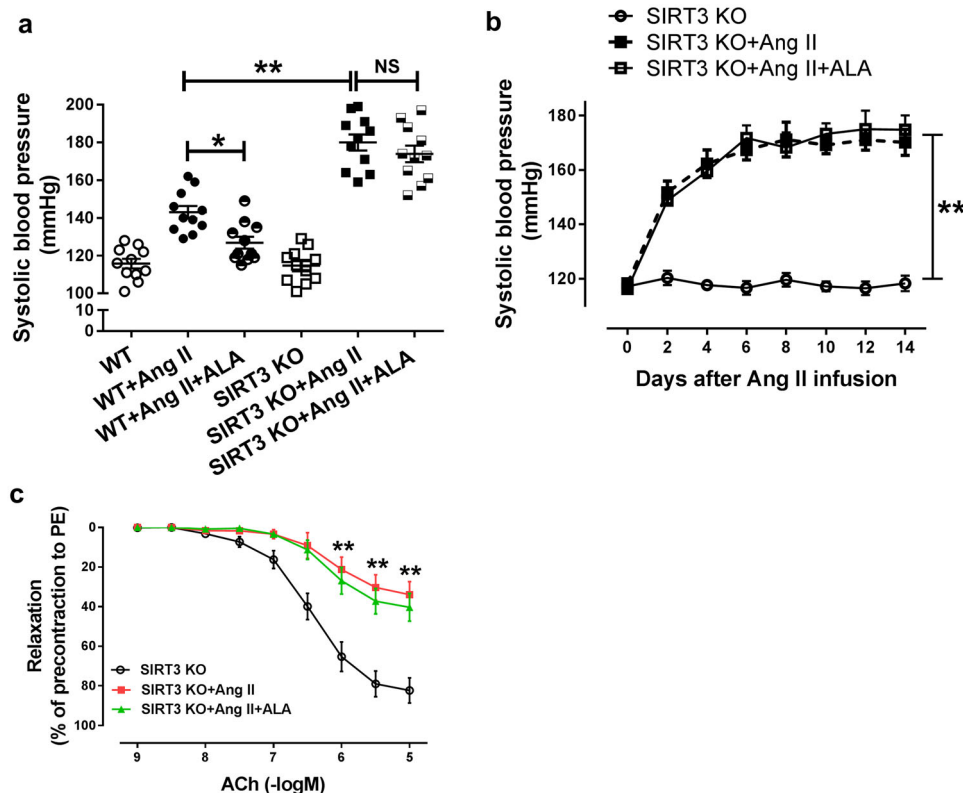 a
Systolic blood pressure
(mmHg)
200
180
160
140
120
100
10
0
**
NS
*
WT
WT+Ang II
WT+Ang II+ALA
SIRT3 KO
SIRT3 KO+Ang II
SIRT3 KO+Ang II+ALA
b
SIRT3 KO
SIRT3 KO+Ang II
SIRT3 KO+Ang II+ALA
Systolic blood pressure
(mmHg)
180
160
140
120
**
0 2 4 6 8 10 12 14
Days after Ang II infusion
c
Relaxation
(% of precontraction to PE)
0
20
40
60
80
100
** ** **
SIRT3 KO
SIRT3 KO+Ang II
SIRT3 KO+Ang II+ALA
9 8 7 6 5
ACh (-logM)